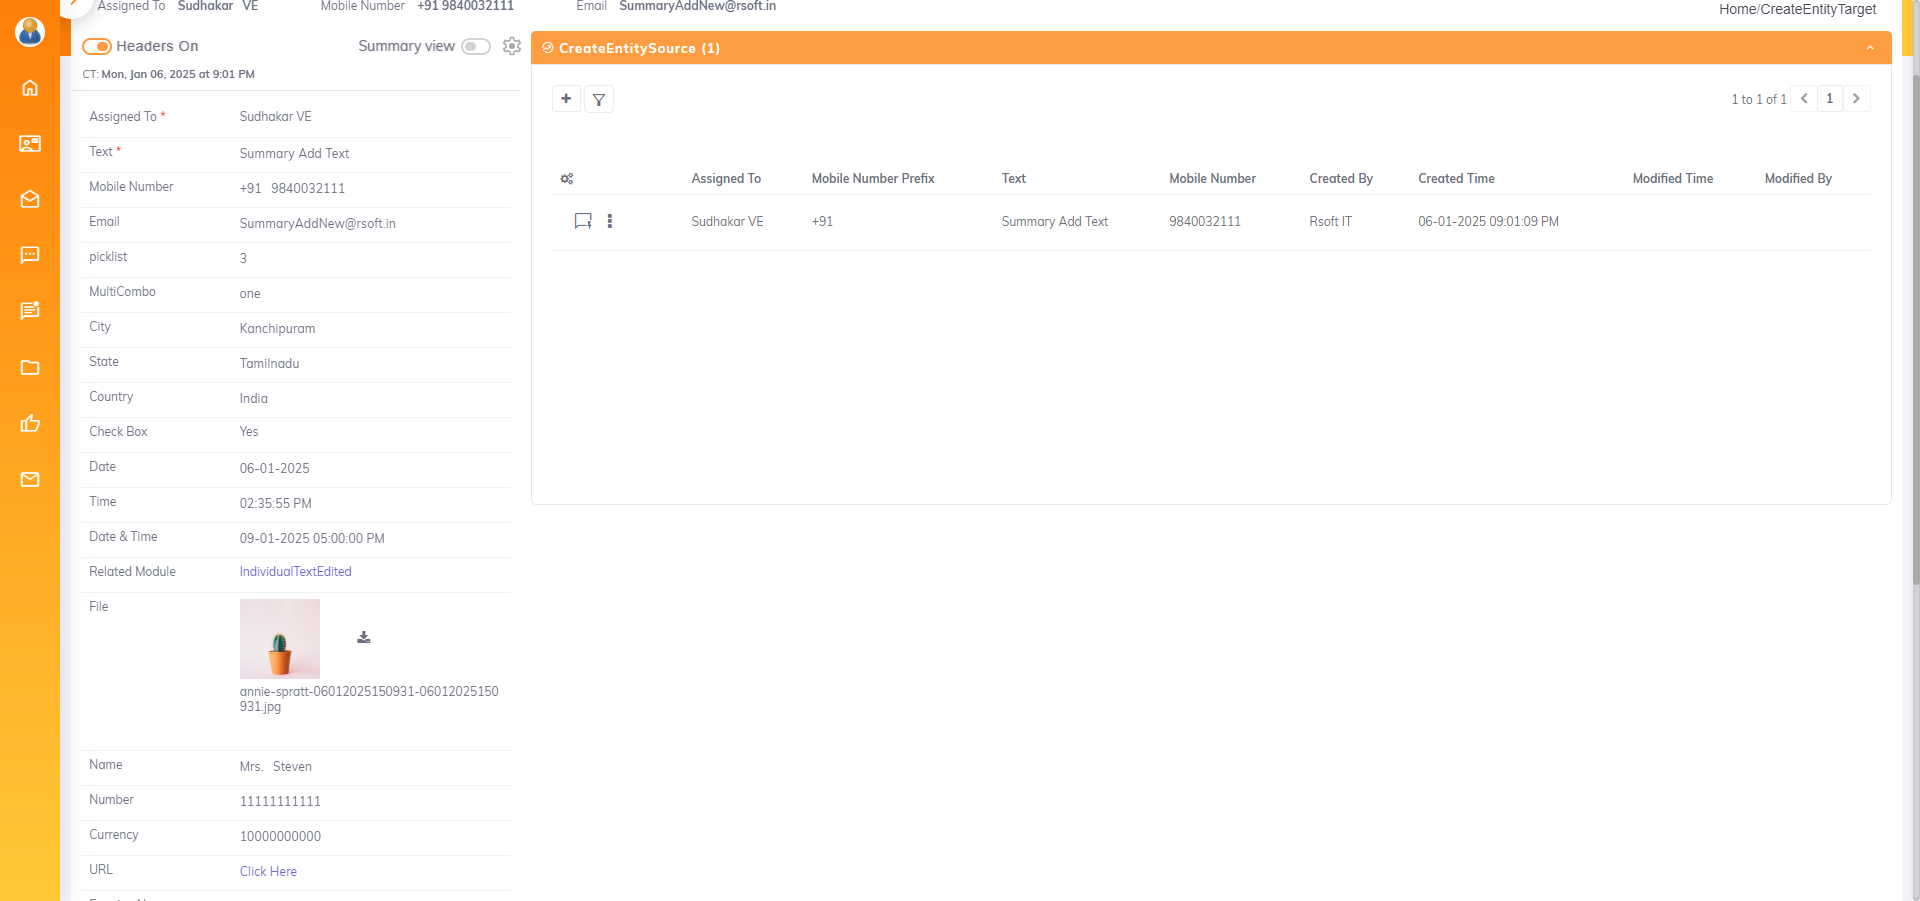 Assigned To Sudhakar VE Mobile Number +91 9840032111 Email SummaryAddNew@rsoft.in
Home/CreateEntityTarget
Headers On Summary view
CT: Mon, Jan 06, 2025 at 9:01 PM
Assigned To * Sudhakar VE
Text * Summary Add Text
Mobile Number +91 9840032111
Email SummaryAddNew@rsoft.in
picklist 3
MultiCombo one
City Kanchipuram
State Tamilnadu
Country India
Check Box Yes
Date 06-01-2025
Time 02:35:55 PM
Date & Time 09-01-2025 05:00:00 PM
Related Module IndividualTextEdited
File
annie-spratt-06012025150931-06012025150
931.jpg
Name Mrs. Steven
Number 11111111111
Currency 10000000000
URL Click Here
CreateEntitySource (1)
1 to 1 of 1 1
Assigned To Mobile Number Prefix Text Mobile Number Created By Created Time Modified Time Modified By
Sudhakar VE +91 Summary Add Text 9840032111 Rsoft IT 06-01-2025 09:01:09 PM